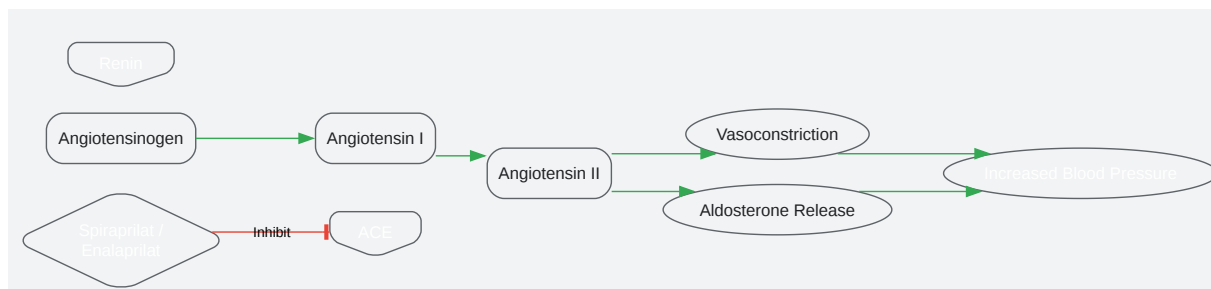 Renin
Angiotensinogen
Angiotensin I
Angiotensin II
Vasoconstriction
Aldosterone Release
Increased Blood Pressure
Spiraprilat /
Enalaprilat
Inhibit
ACE